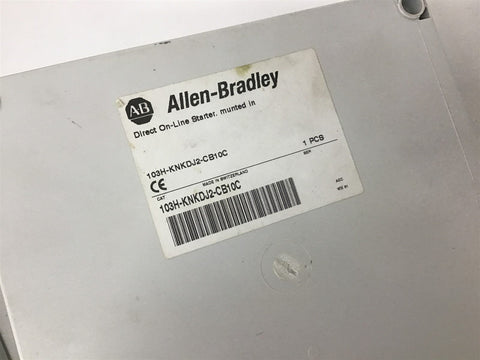 AB
Allen-Bradley
Direct On-Line Starter, munted in
103H-KNKDJ2-CB10C
1 PCS
CE
MADE IN SWITZERLAND
CAT
103H-KNKDJ2-CB10C